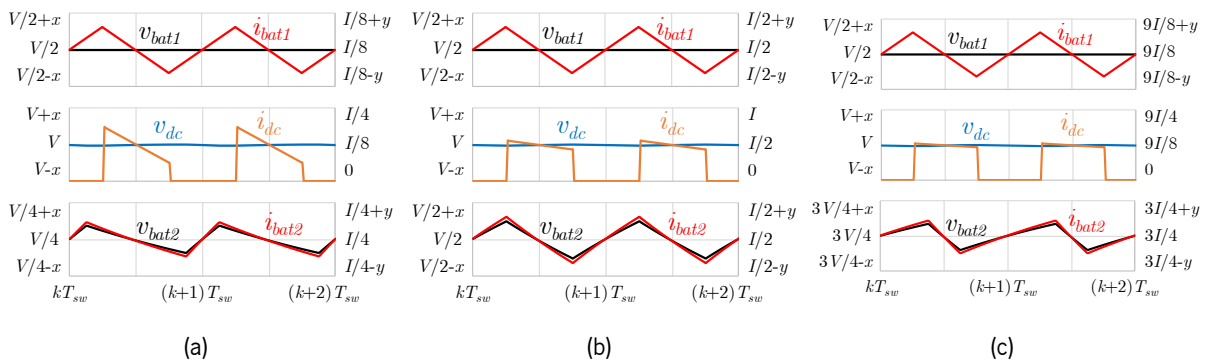 V/2+x
V/2
V/2-x
v_bat1
i_bat1
I/8+y
I/8
I/8-y
V+x
V
V-x
v_dc
i_dc
I/4
I/8
0
V/4+x
V/4
V/4-x
v_bat2
i_bat2
I/4+y
I/4
I/4-y
kT_sw
(k+1) T_sw
(k+2) T_sw
(a)
V/2+x
V/2
V/2-x
v_bat1
i_bat1
I/2+y
I/2
I/2-y
V+x
V
V-x
v_dc
i_dc
I
I/2
0
V/2+x
V/2
V/2-x
v_bat2
i_bat2
I/2+y
I/2
I/2-y
kT_sw
(k+1) T_sw
(k+2) T_sw
(b)
V/2+x
V/2
V/2-x
v_bat1
i_bat1
9I/8+y
9I/8
9I/8-y
V+x
V
V-x
v_dc
i_dc
9I/4
9I/8
0
3V/4+x
3V/4
3V/4-x
v_bat2
i_bat2
3I/4+y
3I/4
3I/4-y
kT_sw
(k+1) T_sw
(k+2) T_sw
(c)